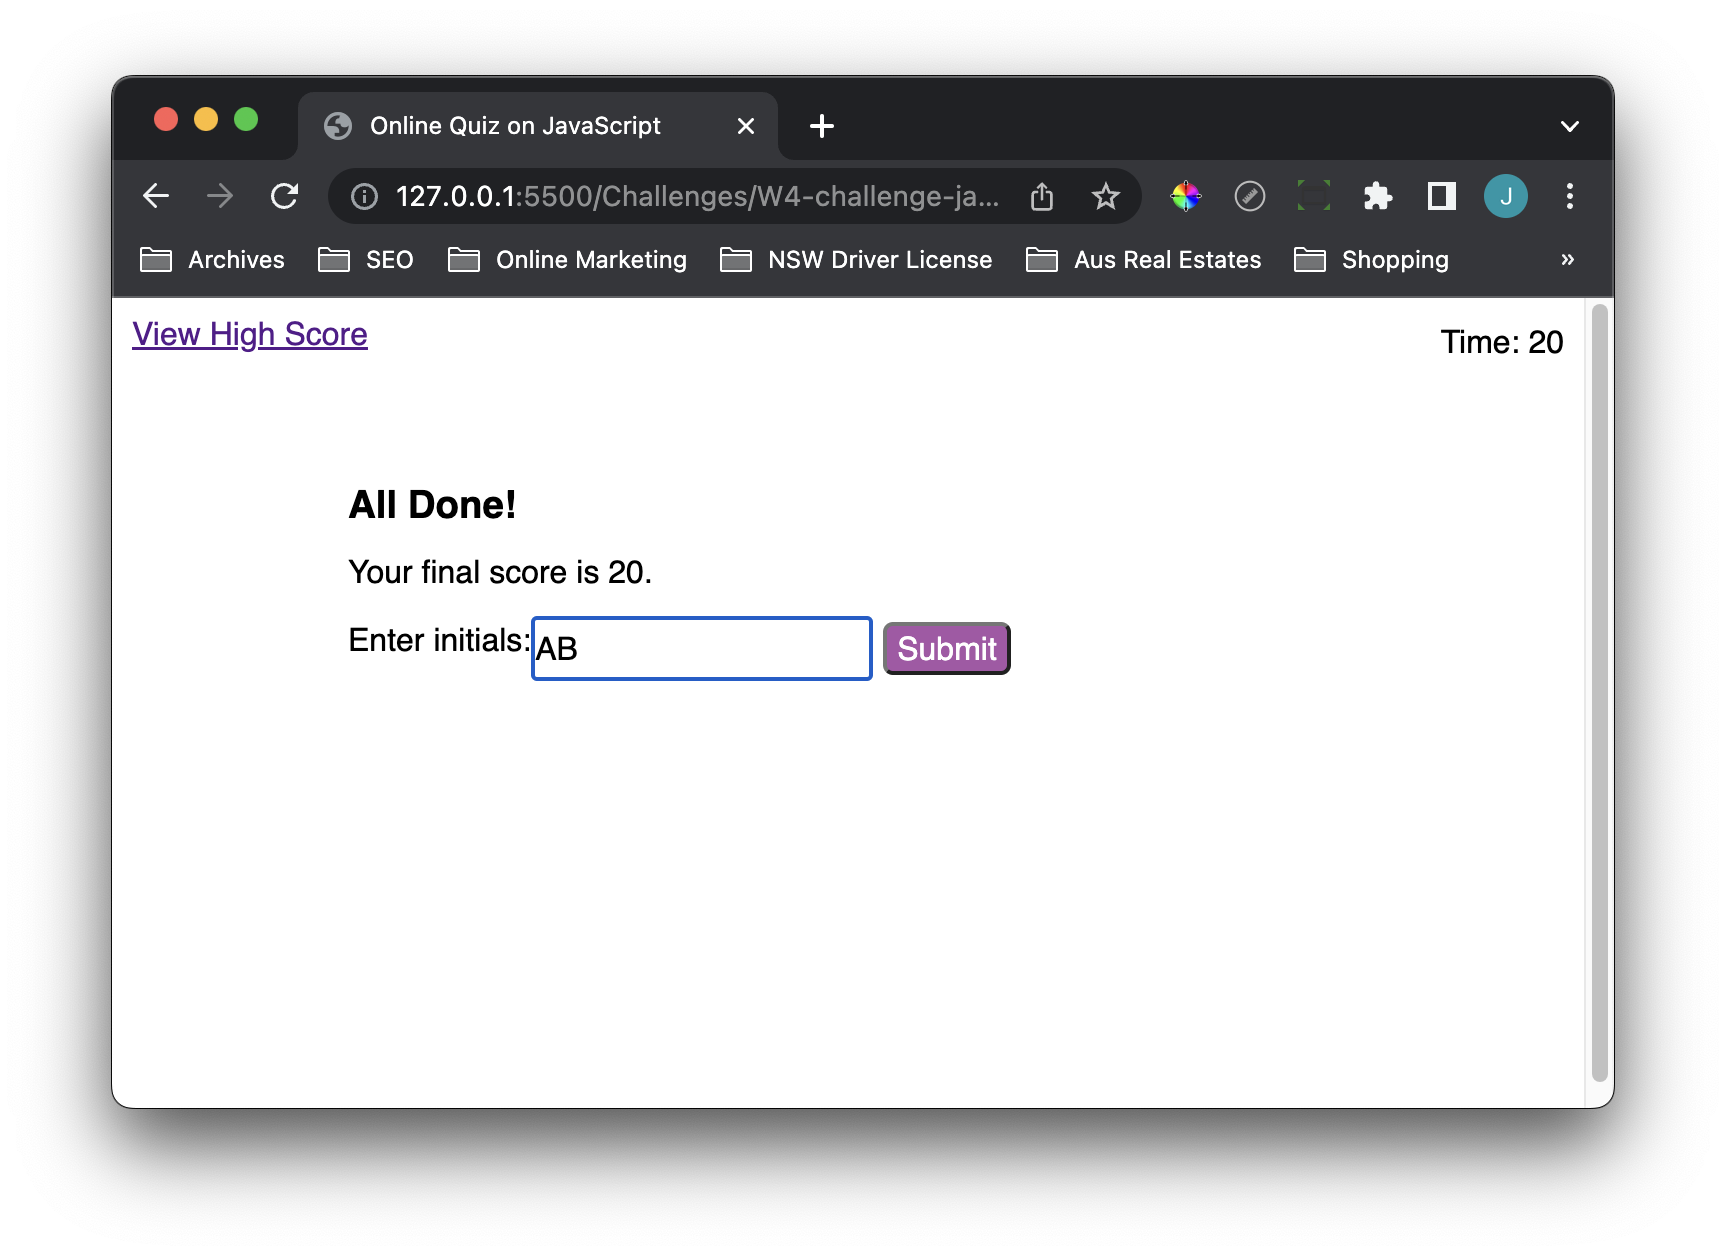 Online Quiz on JavaScript
127.0.0.1:5500/Challenges/W4-challenge-ja...
J
Archives SEO Online Marketing NSW Driver License Aus Real Estates Shopping »
View High Score
Time: 20
All Done!
Your final score is 20.
Enter initials: AB Submit